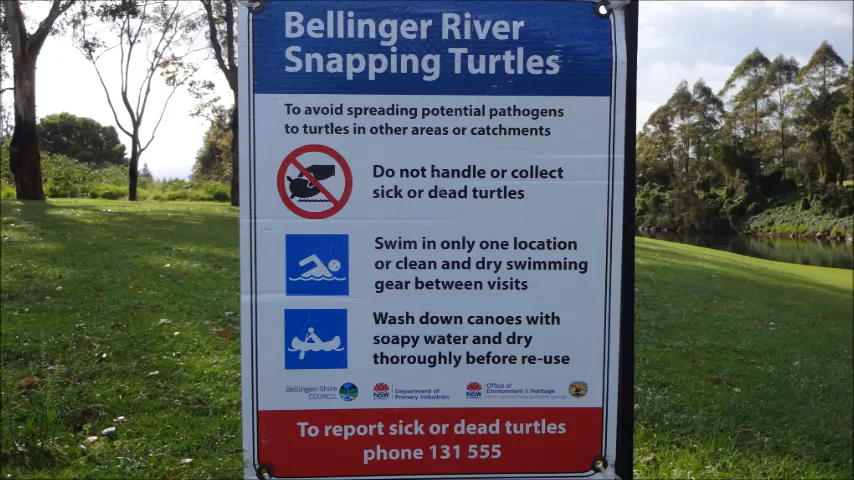 Bellinger River
Snapping Turtles
To avoid spreading potential pathogens
to turtles in other areas or catchments
Do not handle or collect
sick or dead turtles
Swim in only one location
or clean and dry swimming
gear between visits
Wash down canoes with
soapy water and dry
thoroughly before re-use
Bellingen Shire
COUNCIL
NSW
Department of
Primary Industries
NSW
Office of
Environment & Heritage
To report sick or dead turtles
phone 131 555